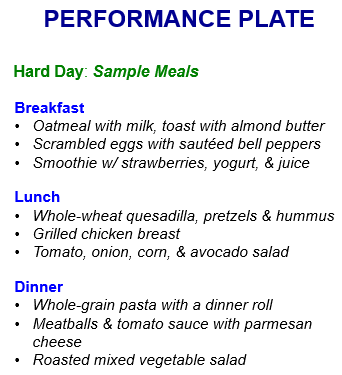 PERFORMANCE PLATE
Hard Day: Sample Meals
Breakfast
• Oatmeal with milk, toast with almond butter
• Scrambled eggs with sautéed bell peppers
• Smoothie w/ strawberries, yogurt, & juice
Lunch
• Whole-wheat quesadilla, pretzels & hummus
• Grilled chicken breast
• Tomato, onion, corn, & avocado salad
Dinner
• Whole-grain pasta with a dinner roll
• Meatballs & tomato sauce with parmesan
cheese
• Roasted mixed vegetable salad